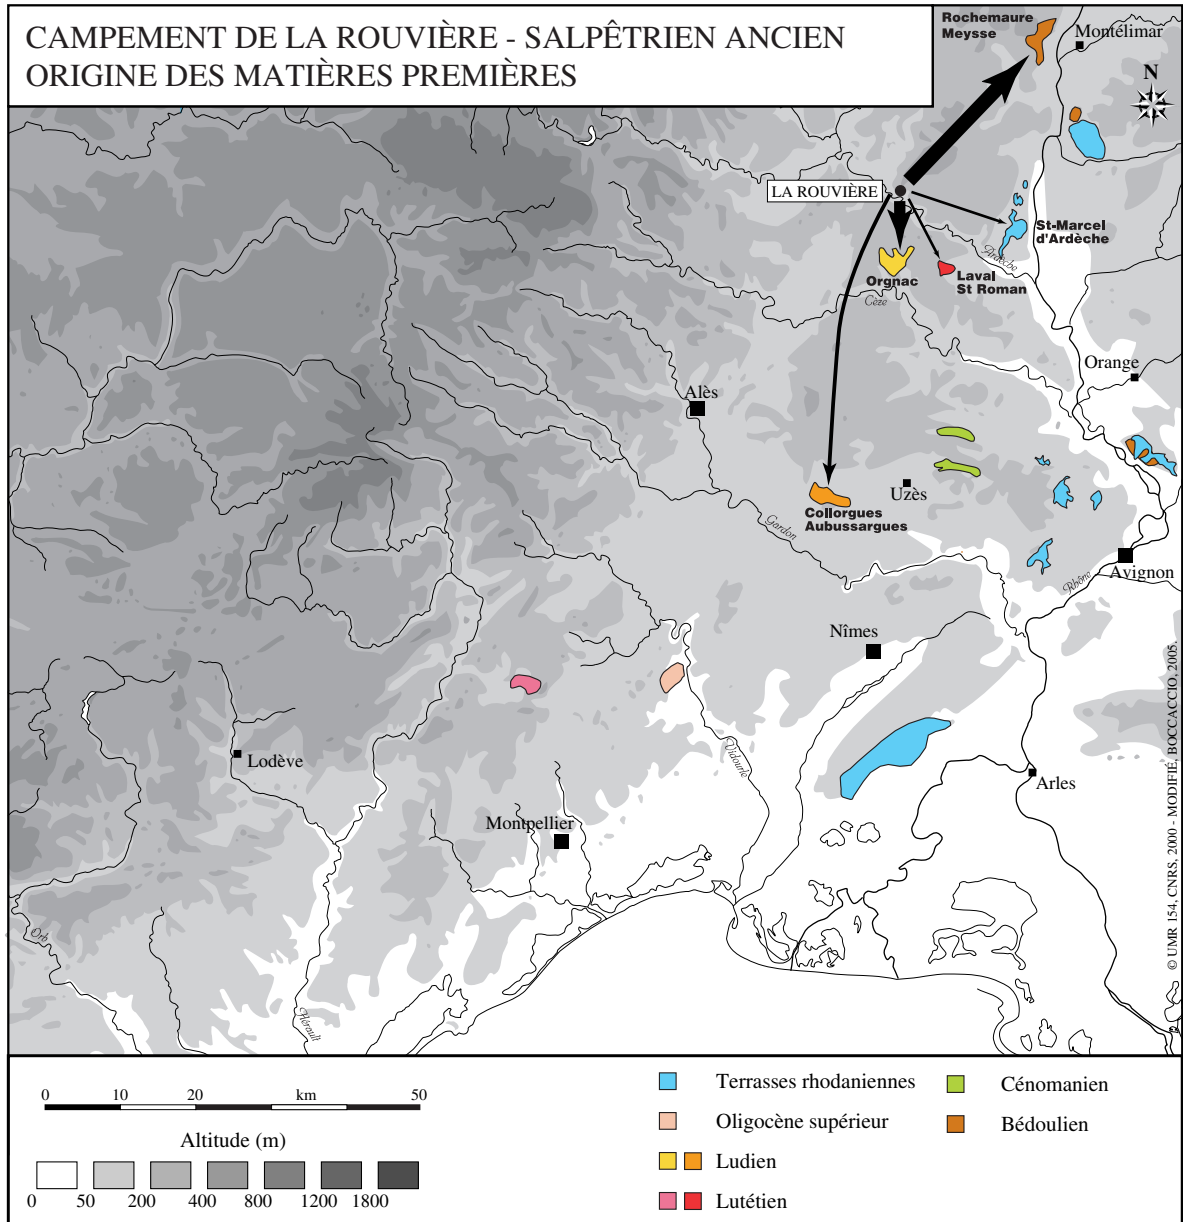 CAMPEMENT DE LA ROUVIÈRE - SALPÊTRIEN ANCIEN
ORIGINE DES MATIÈRES PREMIÈRES
Rochemaure
Meysse
Montélimar
N
LA ROUVIÈRE
St-Marcel
d'Ardèche
Ardèche
Orgnac
Laval
St Roman
Cèze
Orange
Alès
Uzès
Collorgues
Aubussargues
Gardon
Avignon
Rhône
Nîmes
Lodève
Vidourle
Arles
Montpellier
Orb
Hérault
© UMR 154, CNRS, 2000 - MODIFIÉ, BOCCACCIO, 2005.
0 10 20 km 50
Altitude (m)
0 50 200 400 800 1200 1800
Terrasses rhodaniennes
Oligocène supérieur
Ludien
Lutétien
Cénomanien
Bédoulien